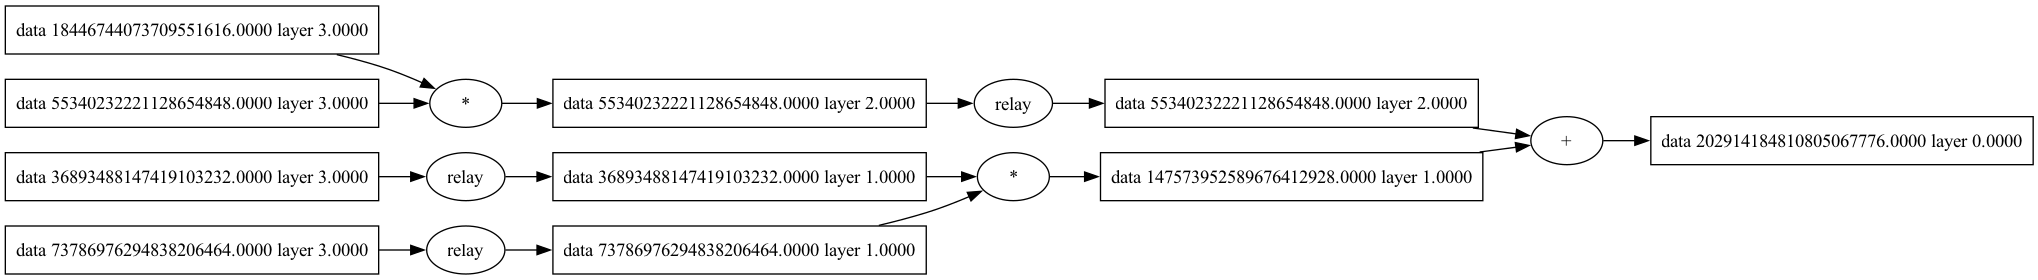 data 18446744073709551616.0000 layer 3.0000
data 55340232221128654848.0000 layer 3.0000
*
data 55340232221128654848.0000 layer 2.0000
relay
data 55340232221128654848.0000 layer 2.0000
+
data 202914184810805067776.0000 layer 0.0000
data 36893488147419103232.0000 layer 3.0000
relay
data 36893488147419103232.0000 layer 1.0000
*
data 147573952589676412928.0000 layer 1.0000
data 73786976294838206464.0000 layer 3.0000
relay
data 73786976294838206464.0000 layer 1.0000